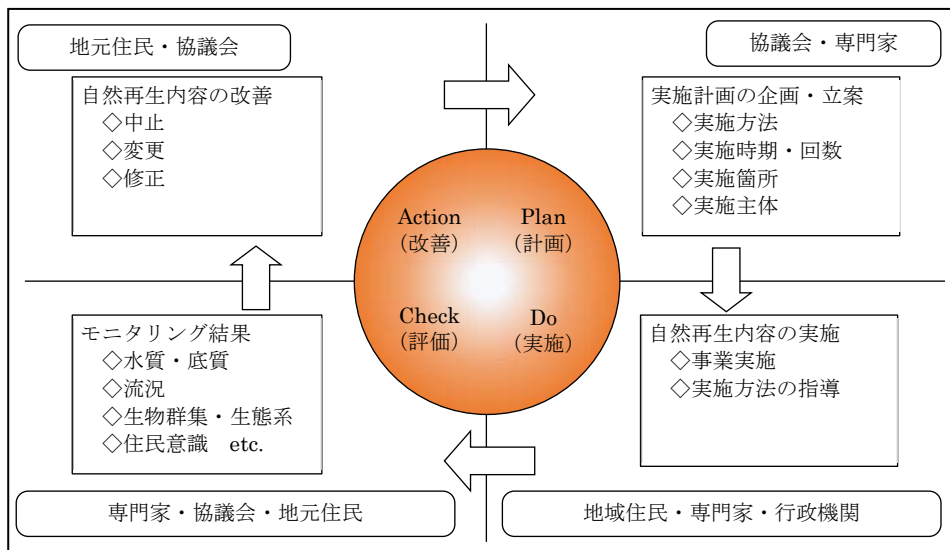 地元住民・協議会
自然再生内容の改善
◇中止
◇変更
◇修正
協議会・専門家
実施計画の企画・立案
◇実施方法
◇実施時期・回数
◇実施箇所
◇実施主体
Action
(改善)
Plan
(計画)
Check
(評価)
Do
(実施)
モニタリング結果
◇水質・底質
◇流況
◇生物群集・生態系
◇住民意識 etc.
専門家・協議会・地元住民
自然再生内容の実施
◇事業実施
◇実施方法の指導
地域住民・専門家・行政機関